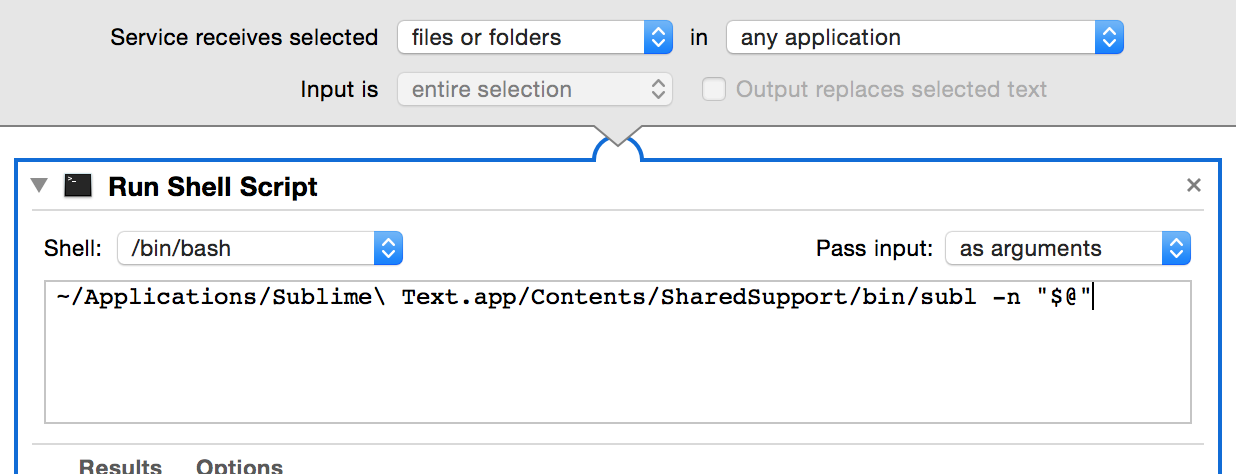 Service receives selected files or folders in any application
Input is entire selection Output replaces selected text
>_
Run Shell Script
Shell: /bin/bash Pass input: as arguments
~/Applications/Sublime\ Text.app/Contents/SharedSupport/bin/subl -n "$@"
Results Options